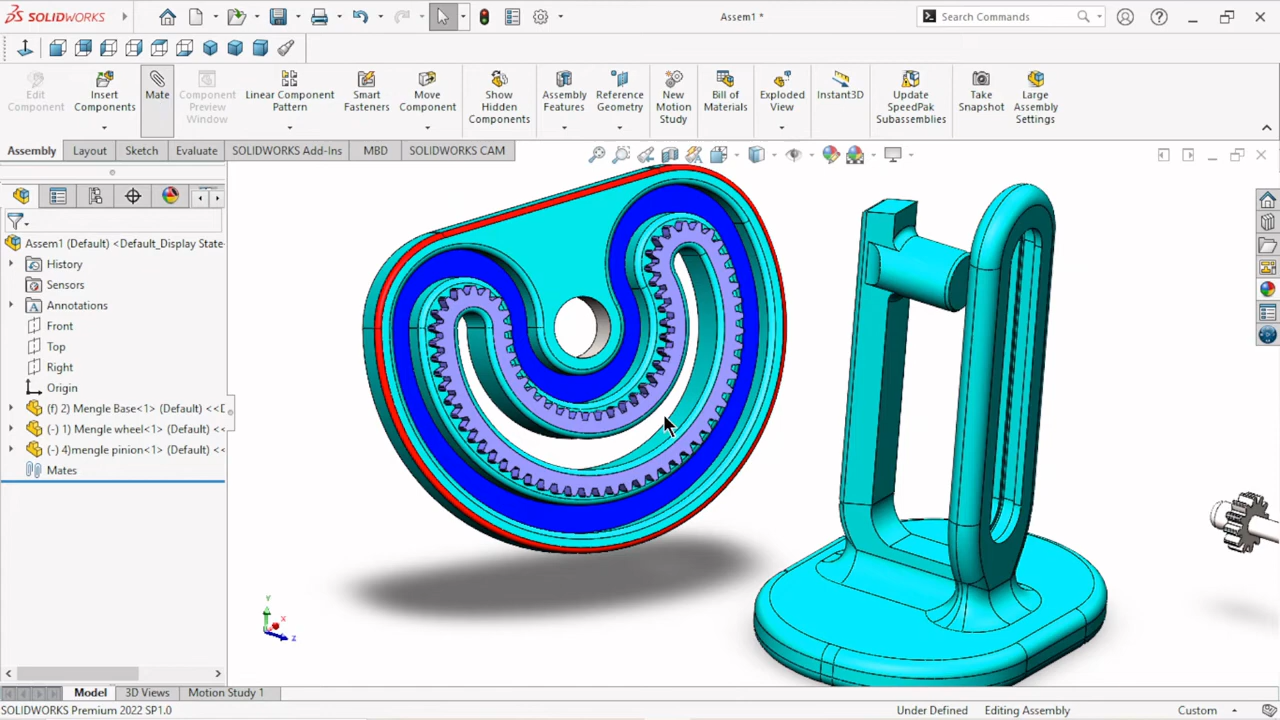 SOLIDWORKS
Assem1 *
Search Commands
Edit Component
Insert Components
Mate
Component Preview Window
Linear Component Pattern
Smart Fasteners
Move Component
Show Hidden Components
Assembly Features
Reference Geometry
New Motion Study
Bill of Materials
Exploded View
Instant3D
Update SpeedPak Subassemblies
Take Snapshot
Large Assembly Settings
Assembly
Layout
Sketch
Evaluate
SOLIDWORKS Add-Ins
MBD
SOLIDWORKS CAM
Assem1 (Default) <Default_Display State-
History
Sensors
Annotations
Front
Top
Right
Origin
(f) 2) Mengle Base<1> (Default) <<D
(-) 1) Mengle wheel<1> (Default) <<
(-) 4)mengle pinion<1> (Default) <<
Mates
Y
X
Z
Model
3D Views
Motion Study 1
SOLIDWORKS Premium 2022 SP1.0
Under Defined
Editing Assembly
Custom